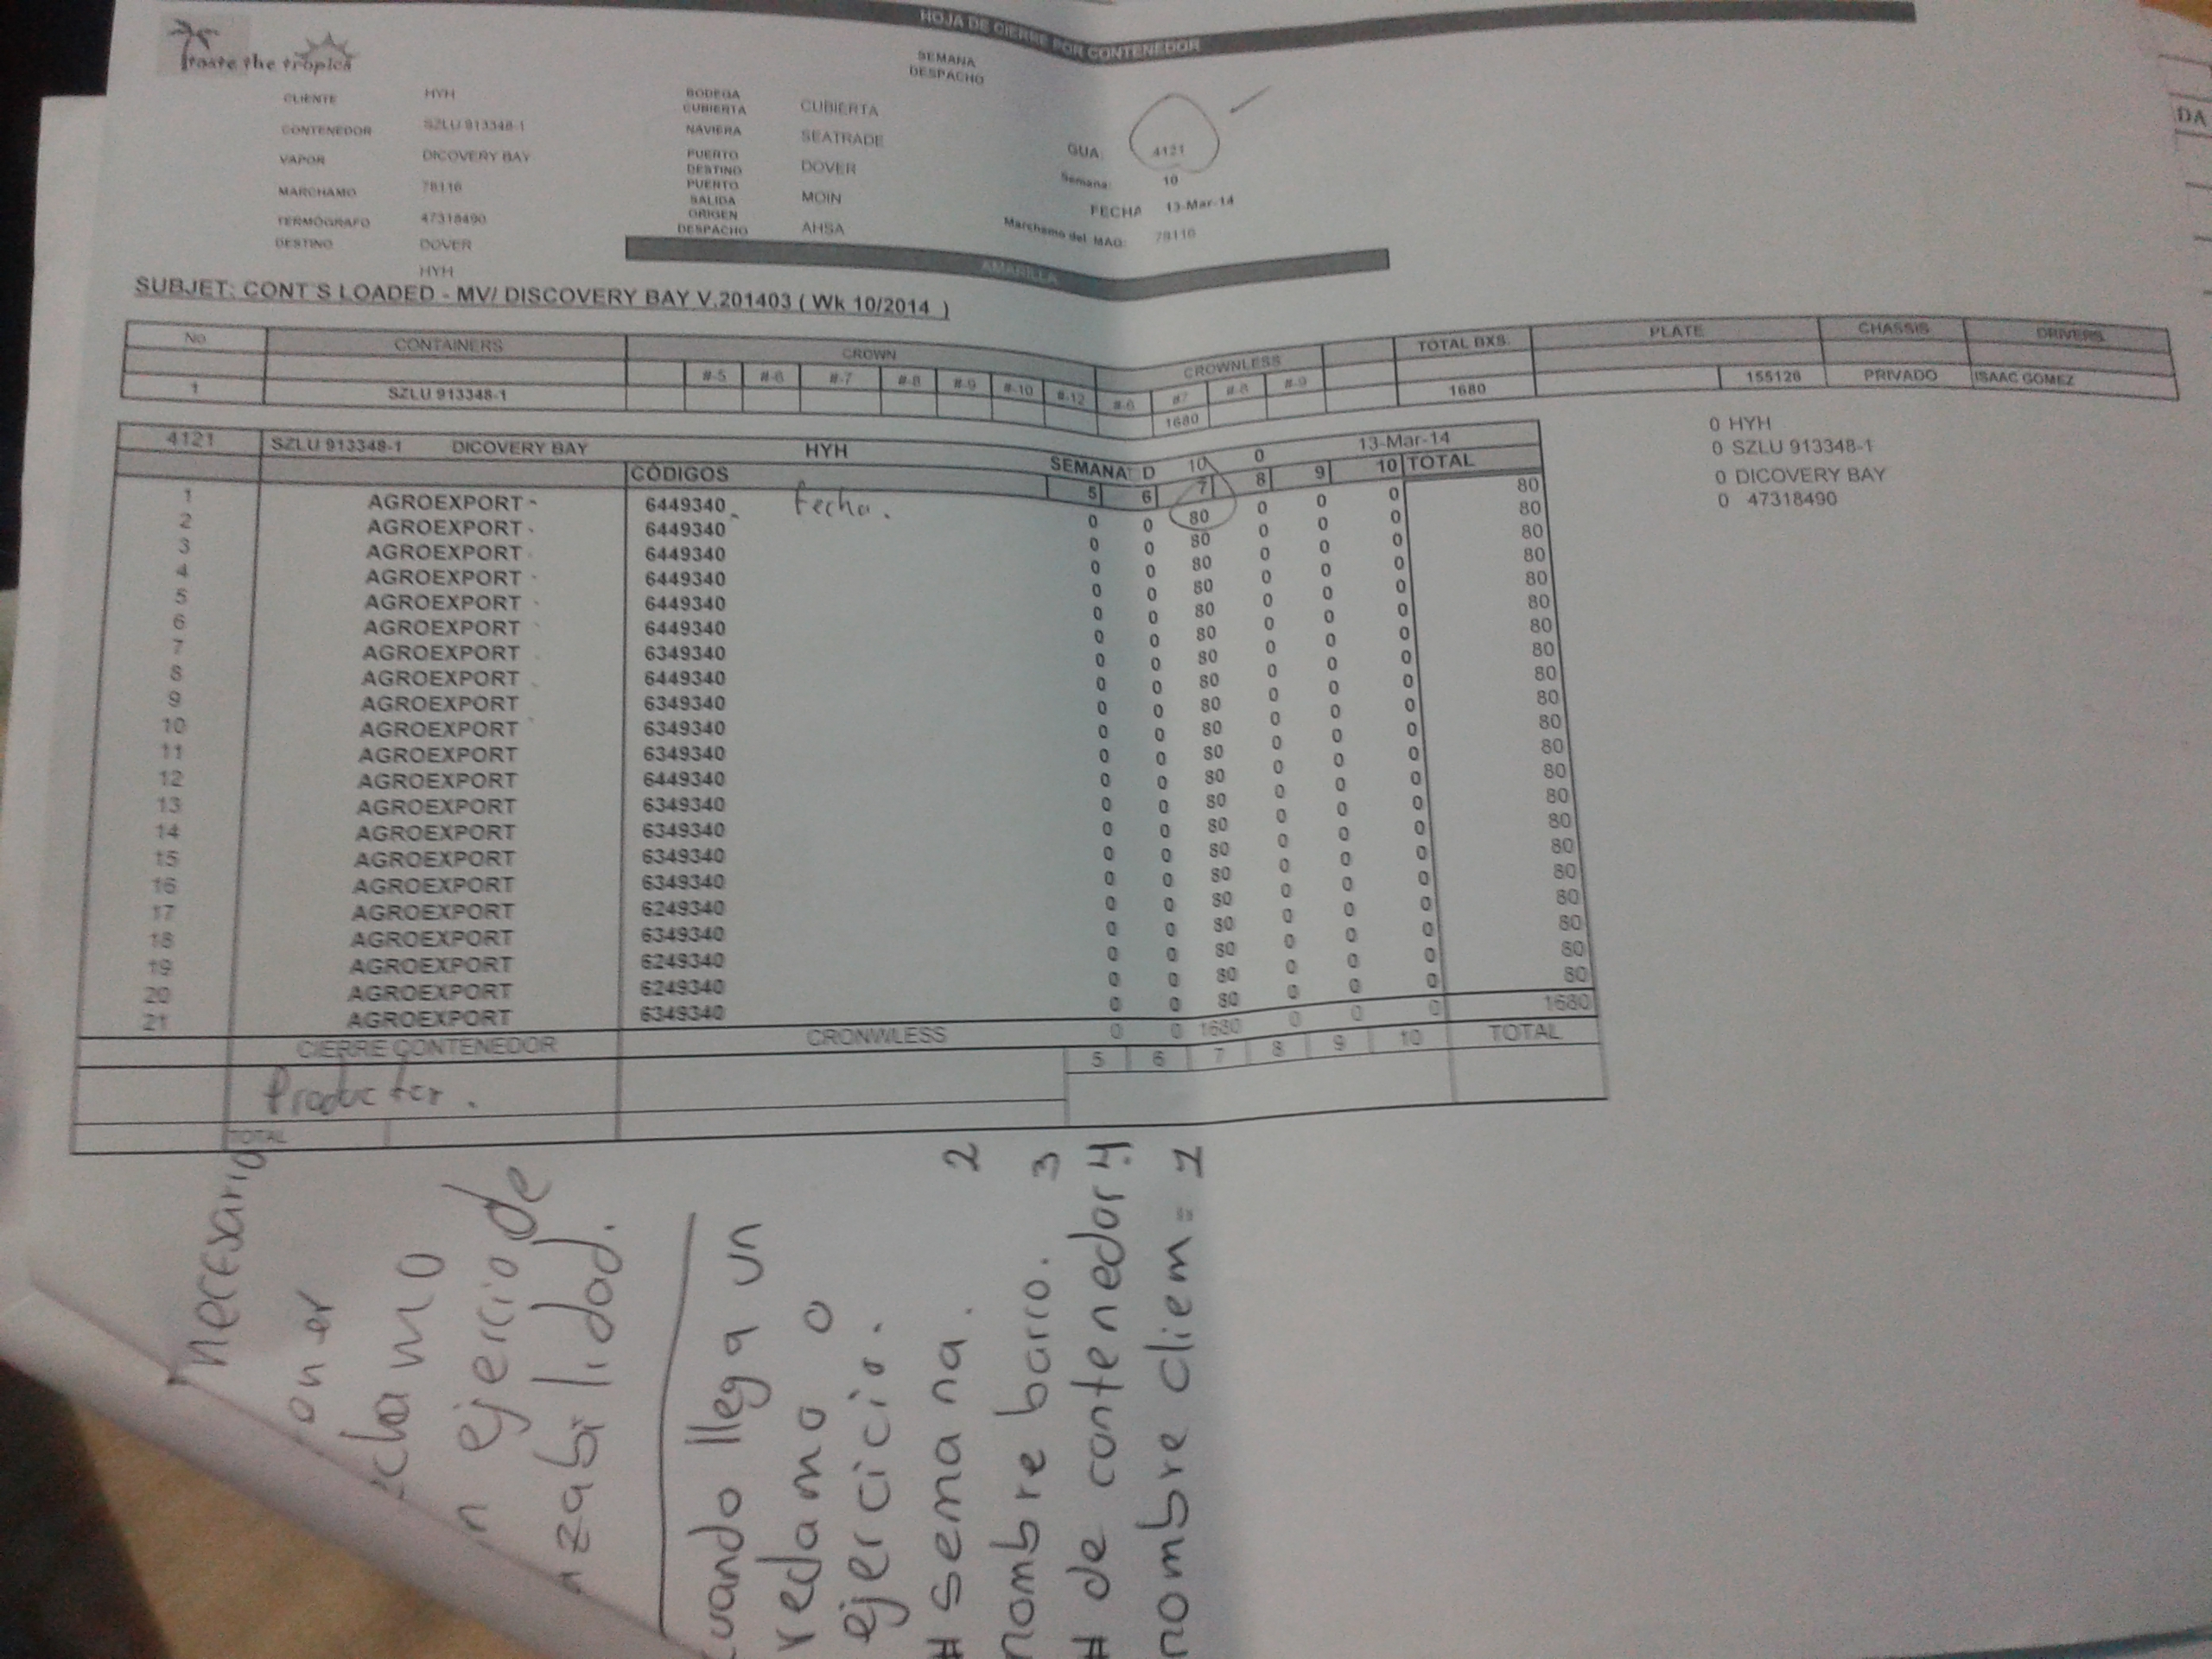 HOJA DE CIERRE POR CONTENEDOR
SEMANA DESPACHO
CLIENTE HYH BODEGA CUBIERTA CUBIERTA GUIA 4121
CONTENEDOR SZLU 913348-1 NAVIERA SEATRADE Semana: 10
VAPOR DICOVERY BAY PUERTO DESTINO DOVER FECHA 13-Mar-14
MARCHAMO 78116 PUERTO SALIDA MOIN Marchamo del MAG: 78116
TERMÓGRAFO 47318490 ORIGEN DESPACHO AHSA
DESTINO DOVER
HYH
SUBJET: CONT'S LOADED - MV/ DISCOVERY BAY V.201403 ( Wk 10/2014 )
No CONTAINERS CROWN CROWNLESS TOTAL BXS. PLATE CHASSIS DRIVERS
#-5 #-6 #-7 #-8 #-9 #-10 #-12 #-6 #7 #-8 #-9
1 SZLU 913348-1 1680 1680 155128 PRIVADO ISAAC GOMEZ
4121 SZLU 913348-1 DICOVERY BAY HYH SEMANA D 10 0 13-Mar-14
CÓDIGOS 5 6 7 8 9 10 TOTAL
1 AGROEXPORT 6449340 0 0 80 0 0 0 80
2 AGROEXPORT 6449340 0 0 80 0 0 0 80
3 AGROEXPORT 6449340 0 0 80 0 0 0 80
4 AGROEXPORT 6449340 0 0 80 0 0 0 80
5 AGROEXPORT 6449340 0 0 80 0 0 0 80
6 AGROEXPORT 6449340 0 0 80 0 0 0 80
7 AGROEXPORT 6349340 0 0 80 0 0 0 80
8 AGROEXPORT 6449340 0 0 80 0 0 0 80
9 AGROEXPORT 6349340 0 0 80 0 0 0 80
10 AGROEXPORT 6349340 0 0 80 0 0 0 80
11 AGROEXPORT 6349340 0 0 80 0 0 0 80
12 AGROEXPORT 6449340 0 0 80 0 0 0 80
13 AGROEXPORT 6349340 0 0 80 0 0 0 80
14 AGROEXPORT 6349340 0 0 80 0 0 0 80
15 AGROEXPORT 6349340 0 0 80 0 0 0 80
16 AGROEXPORT 6349340 0 0 80 0 0 0 80
17 AGROEXPORT 6249340 0 0 80 0 0 0 80
18 AGROEXPORT 6349340 0 0 80 0 0 0 80
19 AGROEXPORT 6249340 0 0 80 0 0 0 80
20 AGROEXPORT 6249340 0 0 80 0 0 0 80
21 AGROEXPORT 6349340 0 0 80 0 0 0 80
0 0 1680 0 0 0 1680
CIERRE CONTENEDOR CRONWLESS 5 6 7 8 9 10 TOTAL
TOTAL
fecha.
Productor.
0 HYH
0 SZLU 913348-1
0 DICOVERY BAY
0 47318490
DA
necesario
oner
clamo
n ejercio de
azabilidad.
cuando llega un
reclamo o
ejercicio.
# semana. 2
nombre barco. 3
# de contenedor. 4
nombre cliem = 1